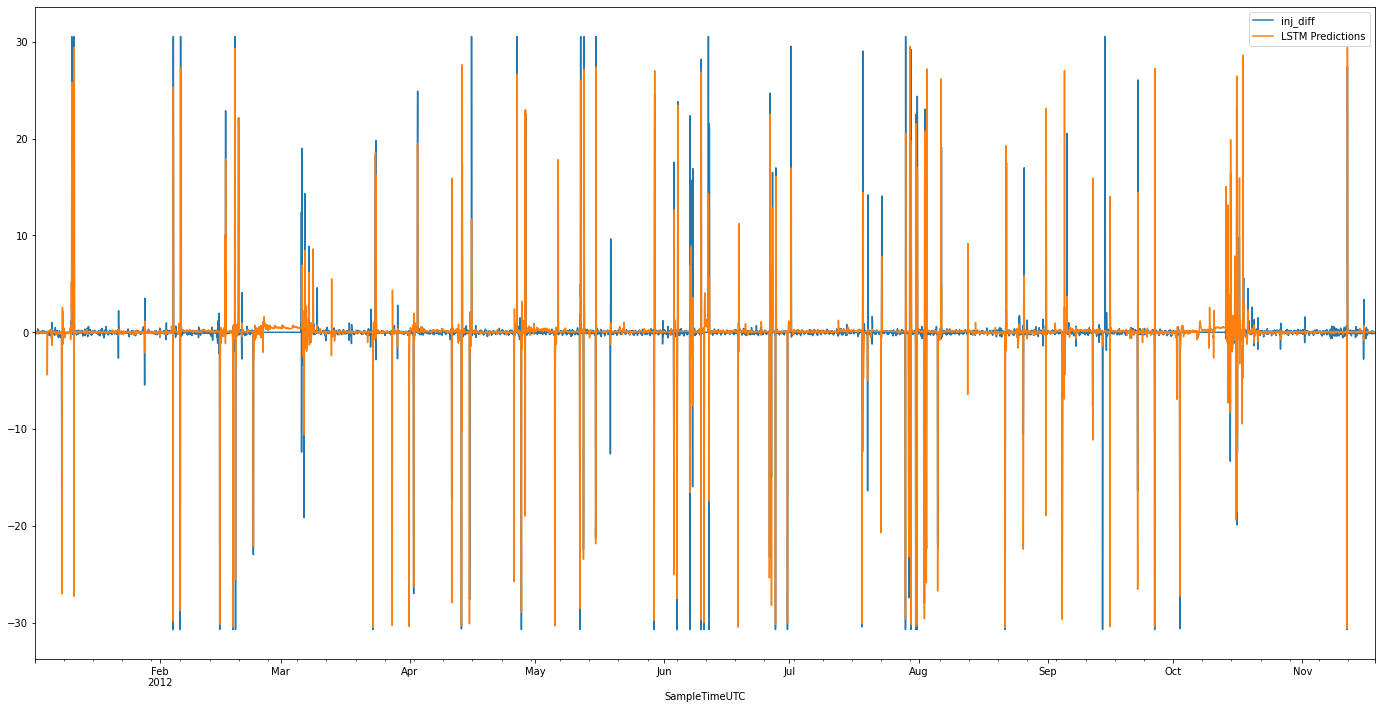 inj_diff
LSTM Predictions
30
20
10
0
−10
−20
−30
Feb
2012
Mar
Apr
May
Jun
Jul
Aug
Sep
Oct
Nov
SampleTimeUTC